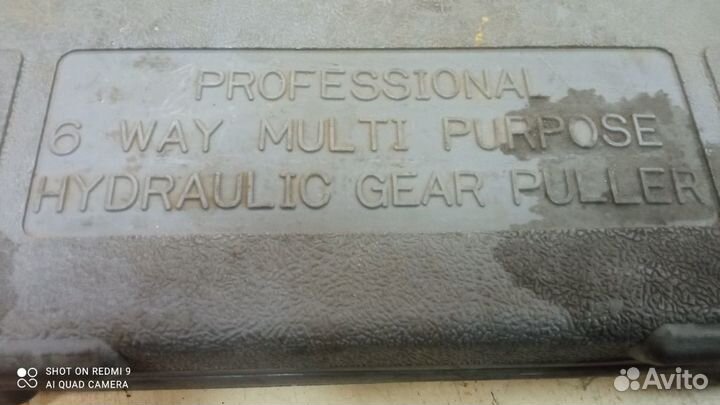 PROFESSIONAL
6 WAY MULTI PURPOSE
HYDRAULIC GEAR PULLER
SHOT ON REDMI 9
AI QUAD CAMERA
Avito